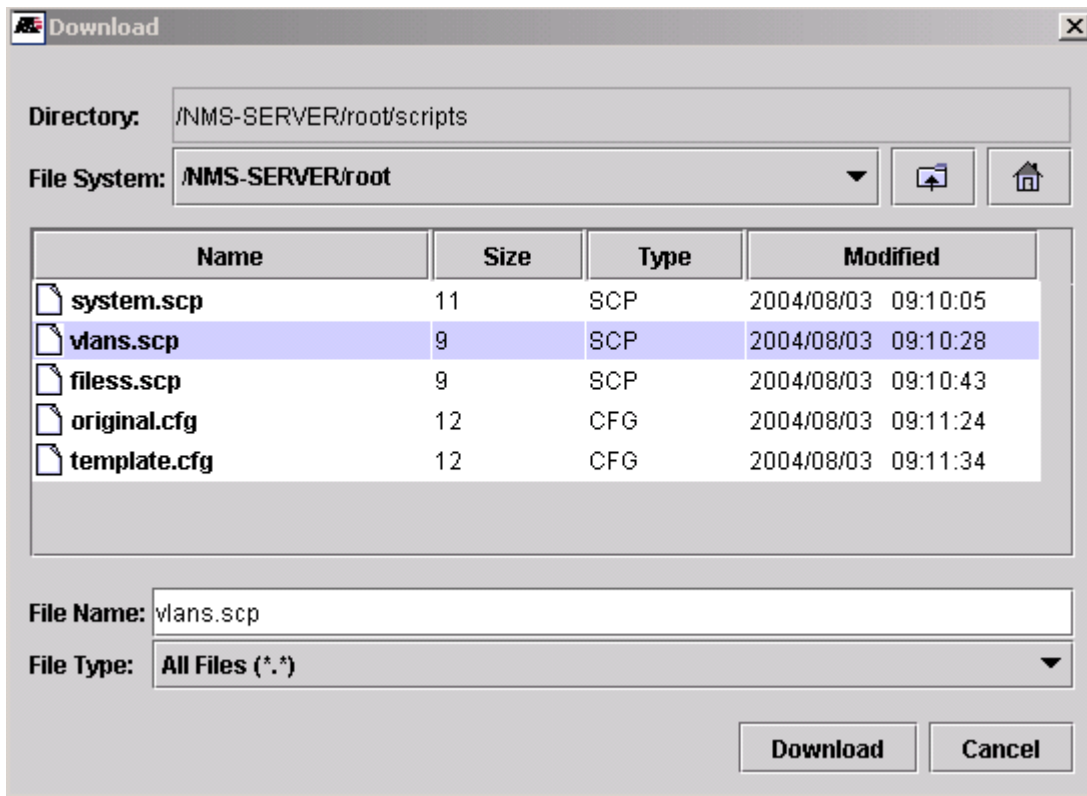 Download
Directory: /NMS-SERVER/root/scripts
File System: /NMS-SERVER/root
Name Size Type Modified
system.scp 11 SCP 2004/08/03 09:10:05
vlans.scp 9 SCP 2004/08/03 09:10:28
filess.scp 9 SCP 2004/08/03 09:10:43
original.cfg 12 CFG 2004/08/03 09:11:24
template.cfg 12 CFG 2004/08/03 09:11:34
File Name: vlans.scp
File Type: All Files (*.*)
Download Cancel